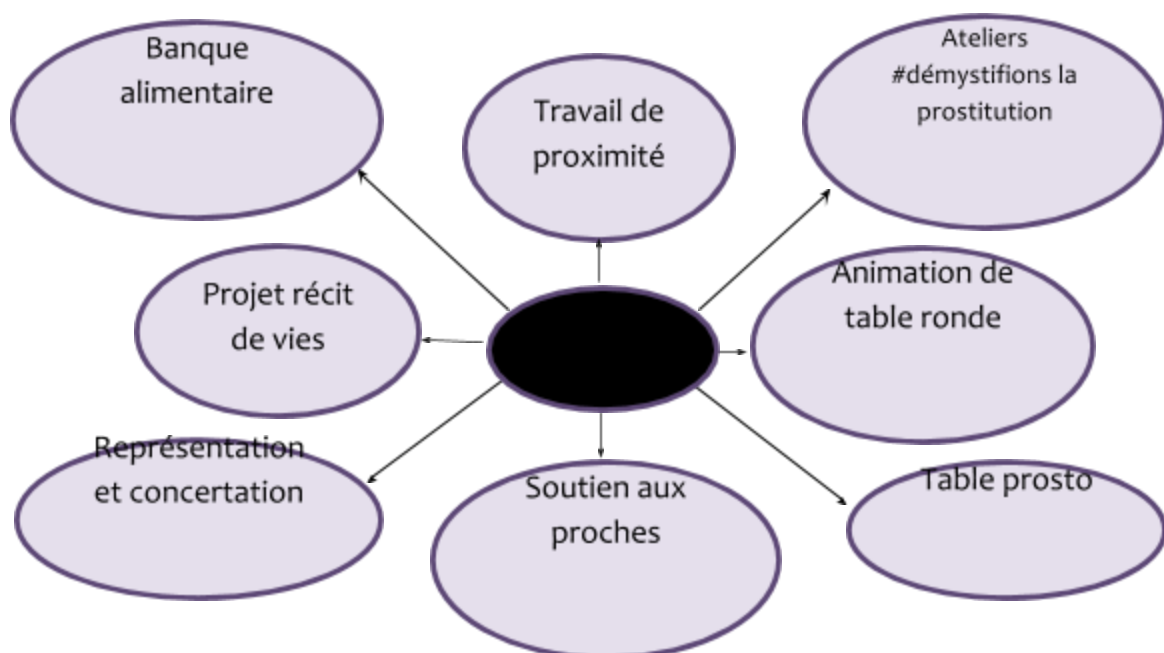 Banque
alimentaire
Travail de
proximité
Ateliers
#démystifions la
prostitution
Projet récit
de vies
Animation de
table ronde
Représentation
et concertation
Soutien aux
proches
Table prosto